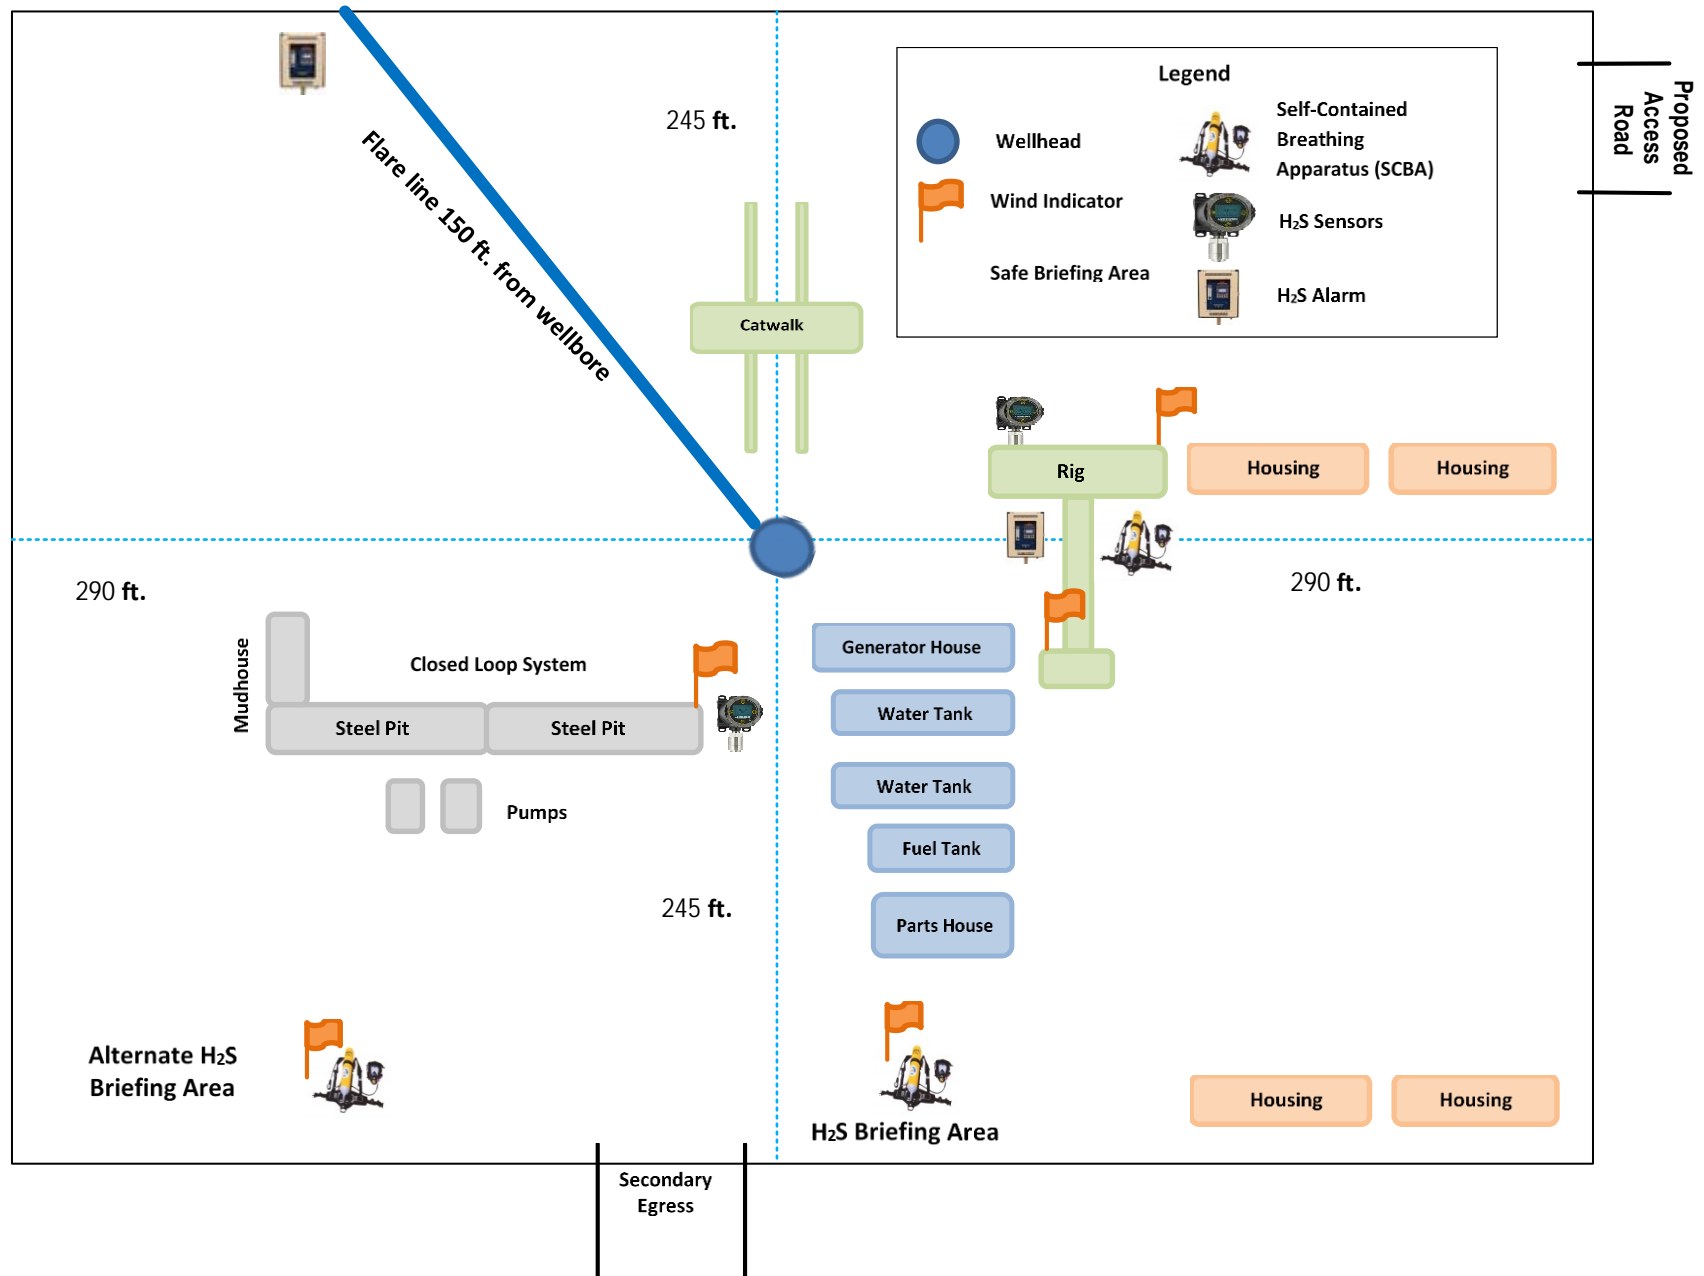 Legend
Wellhead
Wind Indicator
Safe Briefing Area
Self-Contained
Breathing
Apparatus (SCBA)
H2S Sensors
H2S Alarm
Proposed
Access
Road
245 ft.
Flare line 150 ft. from wellbore
Catwalk
Rig
Housing
Housing
290 ft.
290 ft.
Mudhouse
Closed Loop System
Steel Pit
Steel Pit
Pumps
Generator House
Water Tank
Water Tank
Fuel Tank
Parts House
245 ft.
Alternate H2S
Briefing Area
H2S Briefing Area
Housing
Housing
Secondary
Egress